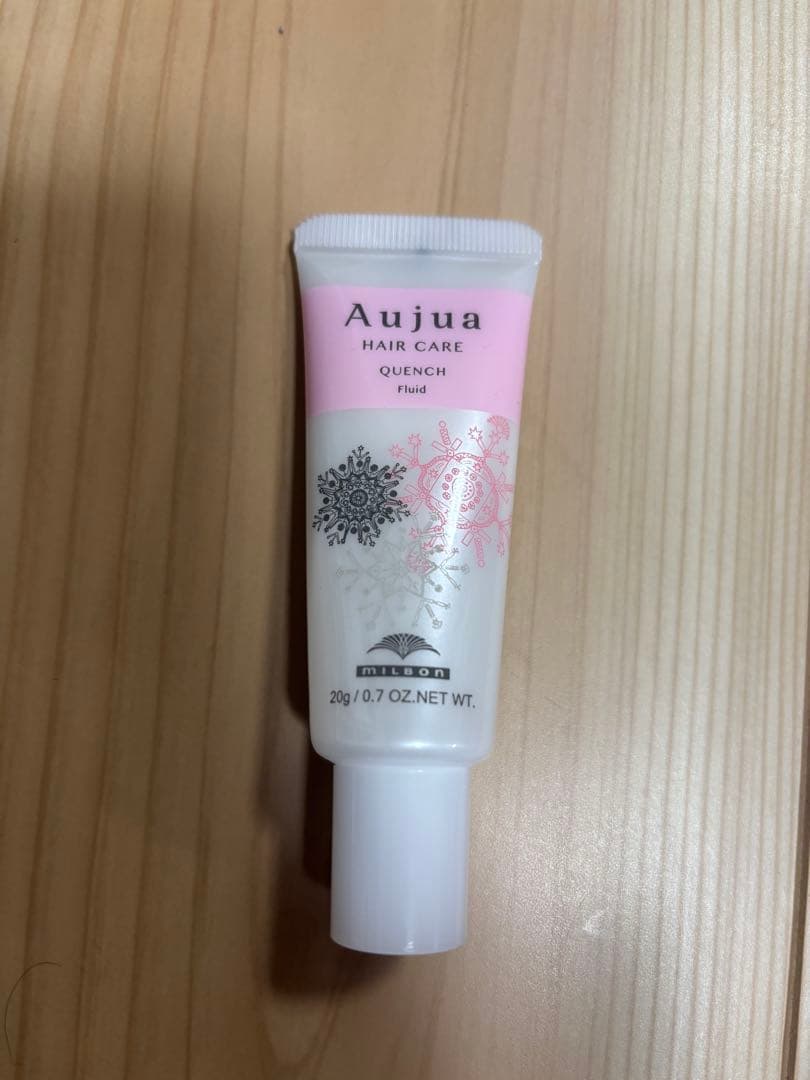 Aujua
HAIR CARE
QUENCH
Fluid
MILBON
20g / 0.7 OZ.NET WT.